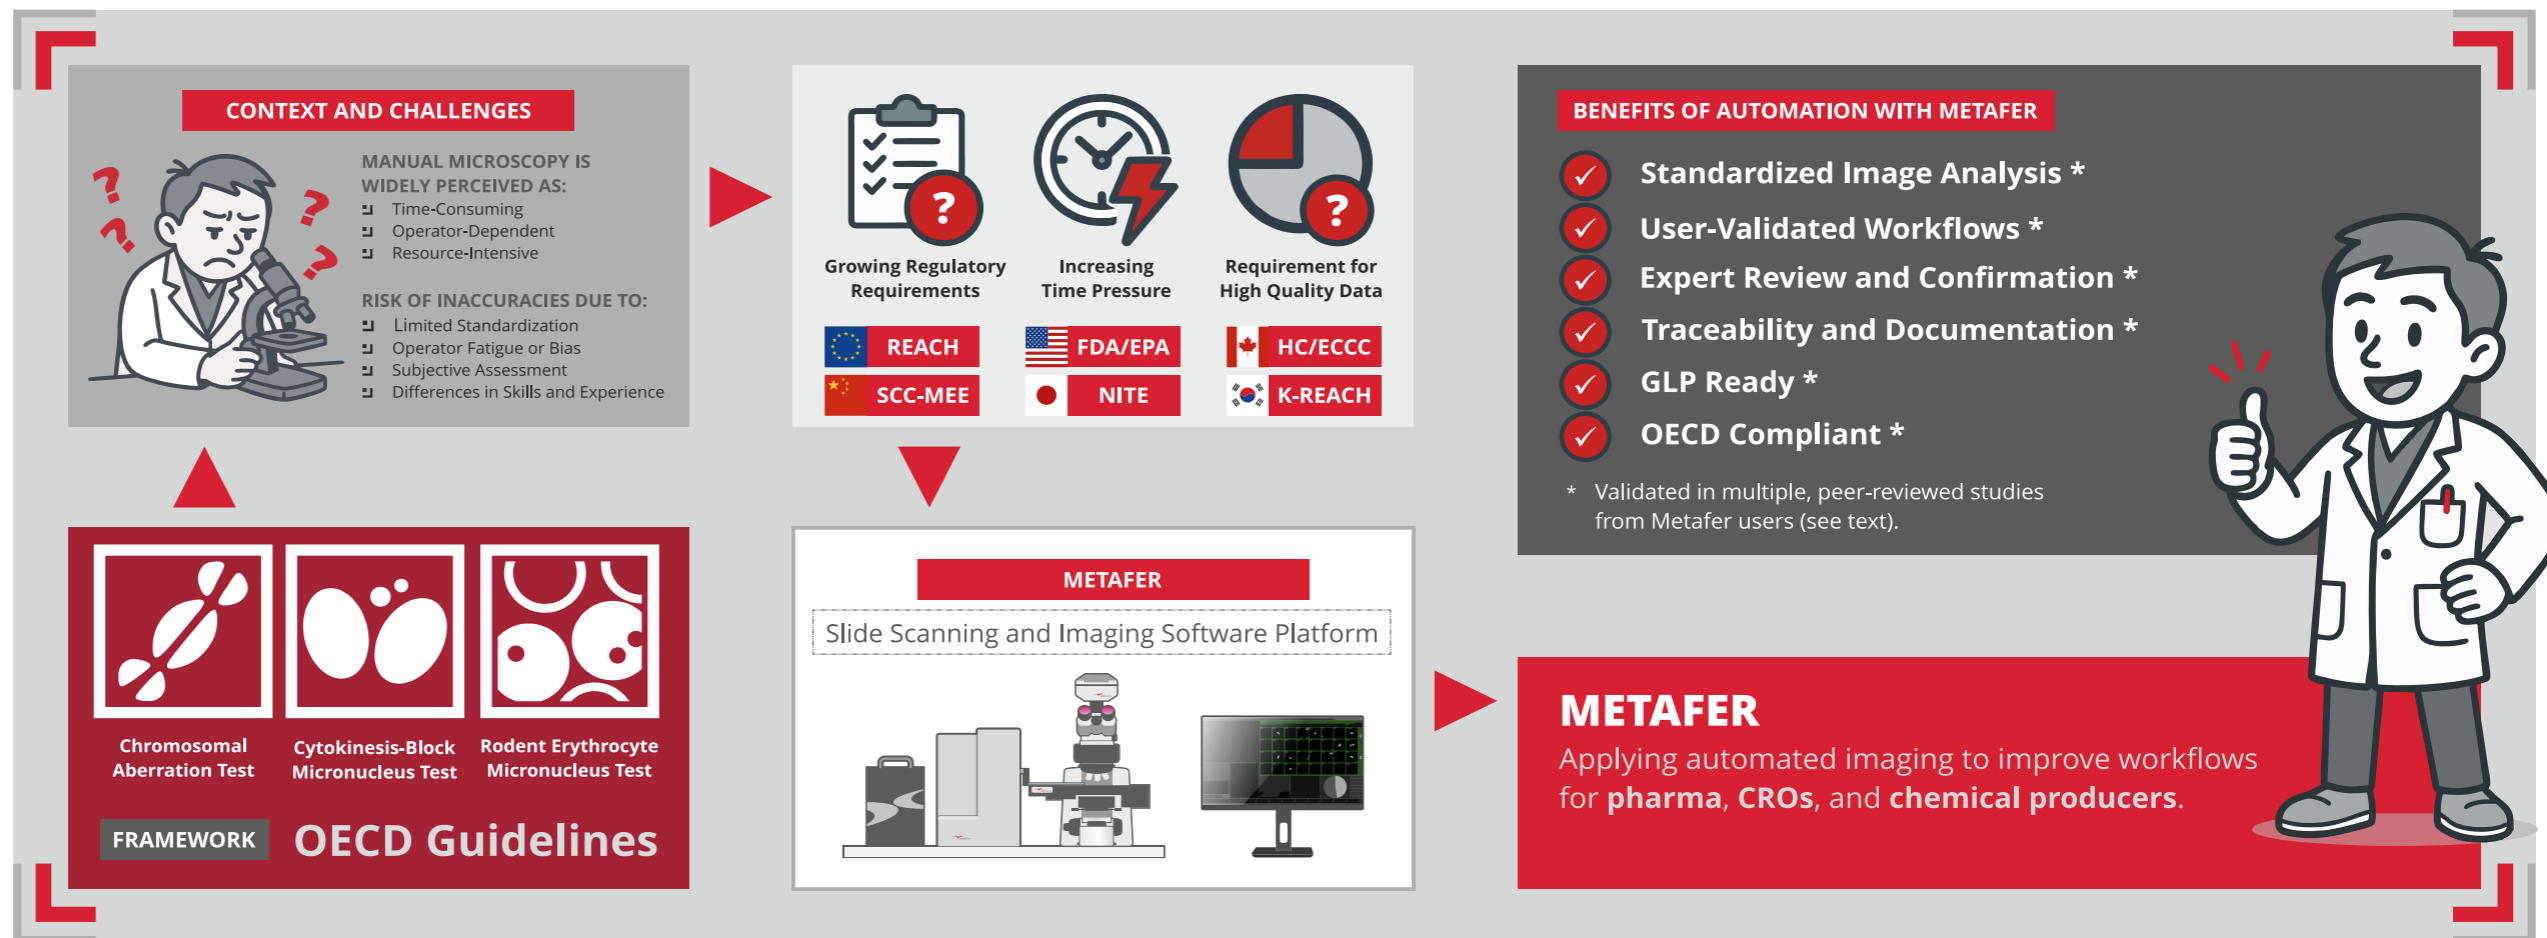 CONTEXT AND CHALLENGES
MANUAL MICROSCOPY IS
WIDELY PERCEIVED AS:
Time-Consuming
Operator-Dependent
Resource-Intensive
RISK OF INACCURACIES DUE TO:
Limited Standardization
Operator Fatigue or Bias
Subjective Assessment
Differences in Skills and Experience
? ? ? ?
Chromosomal
Aberration Test
Cytokinesis-Block
Micronucleus Test
Rodent Erythrocyte
Micronucleus Test
FRAMEWORK
OECD Guidelines
?
?
Growing Regulatory
Requirements
Increasing
Time Pressure
Requirement for
High Quality Data
REACH
FDA/EPA
HC/ECCC
SCC-MEE
NITE
K-REACH
METAFER
Slide Scanning and Imaging Software Platform
BENEFITS OF AUTOMATION WITH METAFER
Standardized Image Analysis *
User-Validated Workflows *
Expert Review and Confirmation *
Traceability and Documentation *
GLP Ready *
OECD Compliant *
* Validated in multiple, peer-reviewed studies
from Metafer users (see text).
METAFER
Applying automated imaging to improve workflows
for pharma, CROs, and chemical producers.